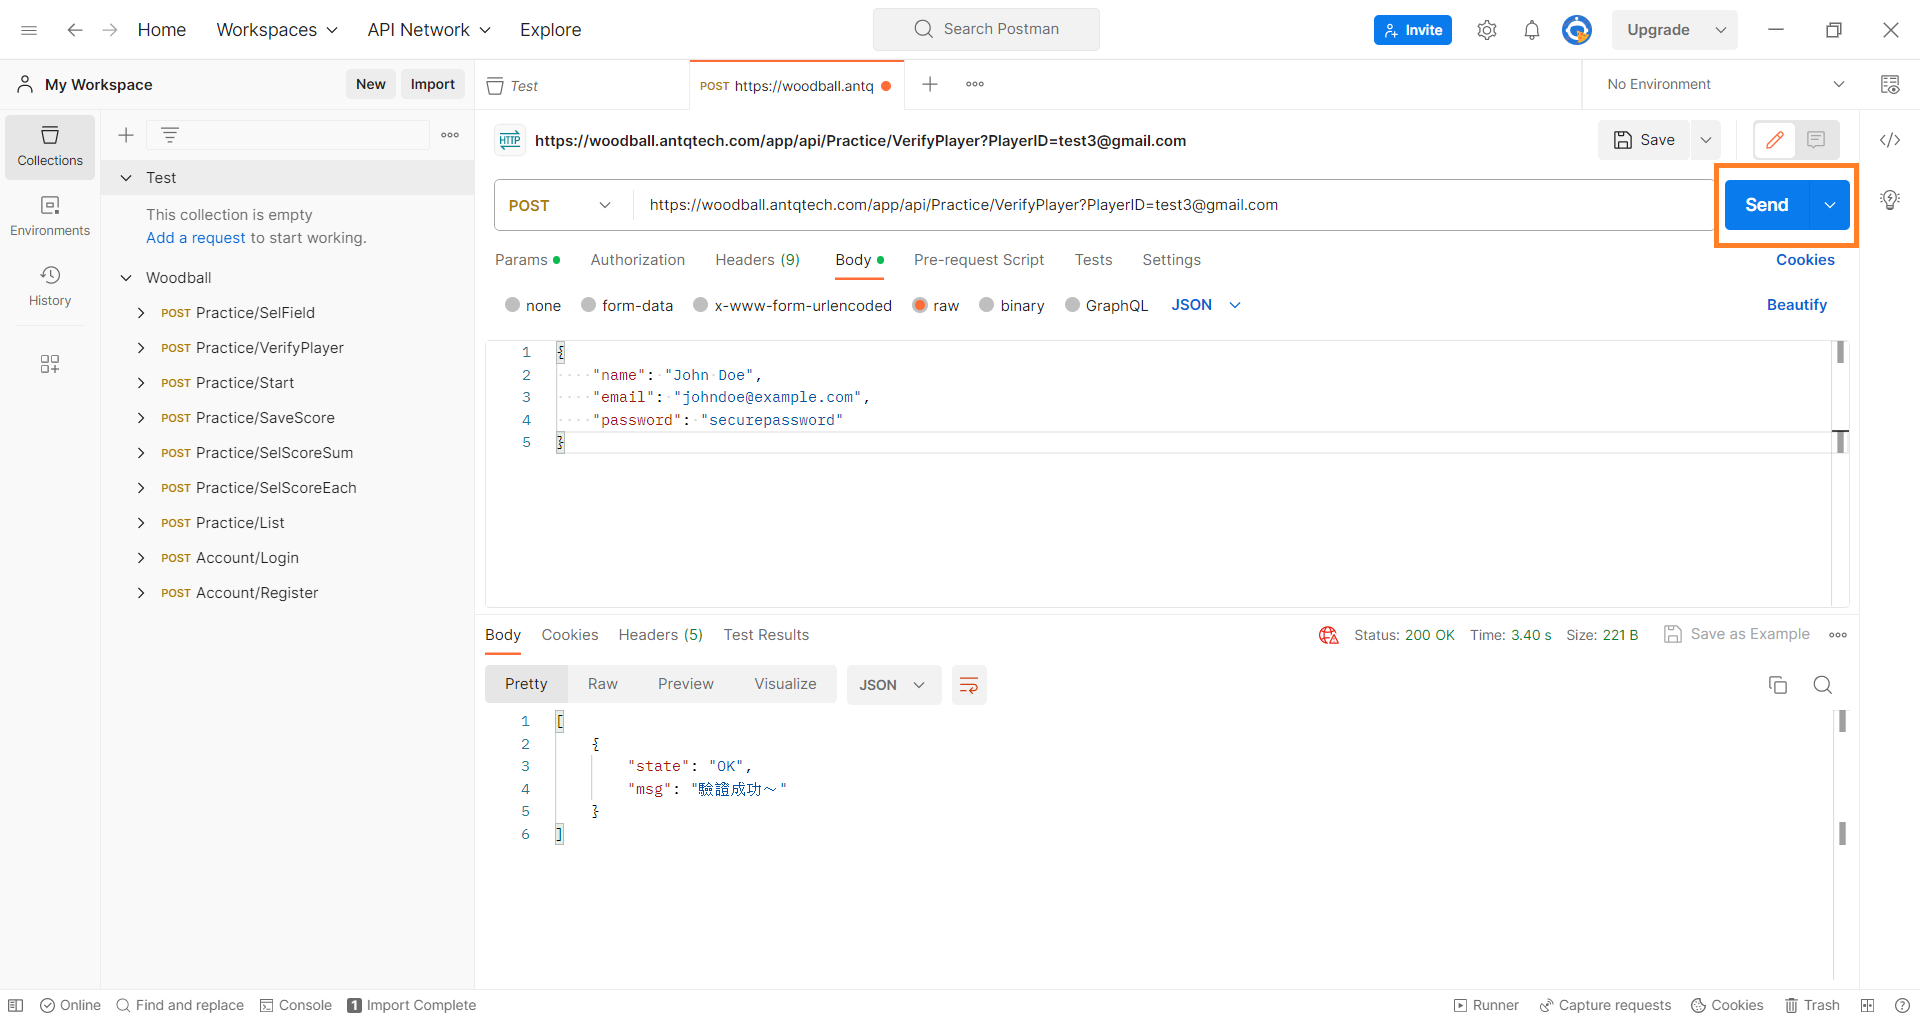 Home
Workspaces
API Network
Explore
Search Postman
Invite
Upgrade
My Workspace
New
Import
Test
POST https://woodball.antq
No Environment
Collections
Environments
History
Test
This collection is empty
Add a request to start working.
Woodball
POST Practice/SelField
POST Practice/VerifyPlayer
POST Practice/Start
POST Practice/SaveScore
POST Practice/SelScoreSum
POST Practice/SelScoreEach
POST Practice/List
POST Account/Login
POST Account/Register
HTTP https://woodball.antqtech.com/app/api/Practice/VerifyPlayer?PlayerID=test3@gmail.com
Save
POST
https://woodball.antqtech.com/app/api/Practice/VerifyPlayer?PlayerID=test3@gmail.com
Send
Params
Authorization
Headers (9)
Body
Pre-request Script
Tests
Settings
Cookies
none
form-data
x-www-form-urlencoded
raw
binary
GraphQL
JSON
Beautify
1 {
2 "name": "John Doe",
3 "email": "johndoe@example.com",
4 "password": "securepassword"
5 }
Body
Cookies
Headers (5)
Test Results
Status: 200 OK
Time: 3.40 s
Size: 221 B
Save as Example
Pretty
Raw
Preview
Visualize
JSON
1 [
2 {
3 "state": "OK",
4 "msg": "驗證成功~"
5 }
6 ]
Online
Find and replace
Console
1 Import Complete
Runner
Capture requests
Cookies
Trash